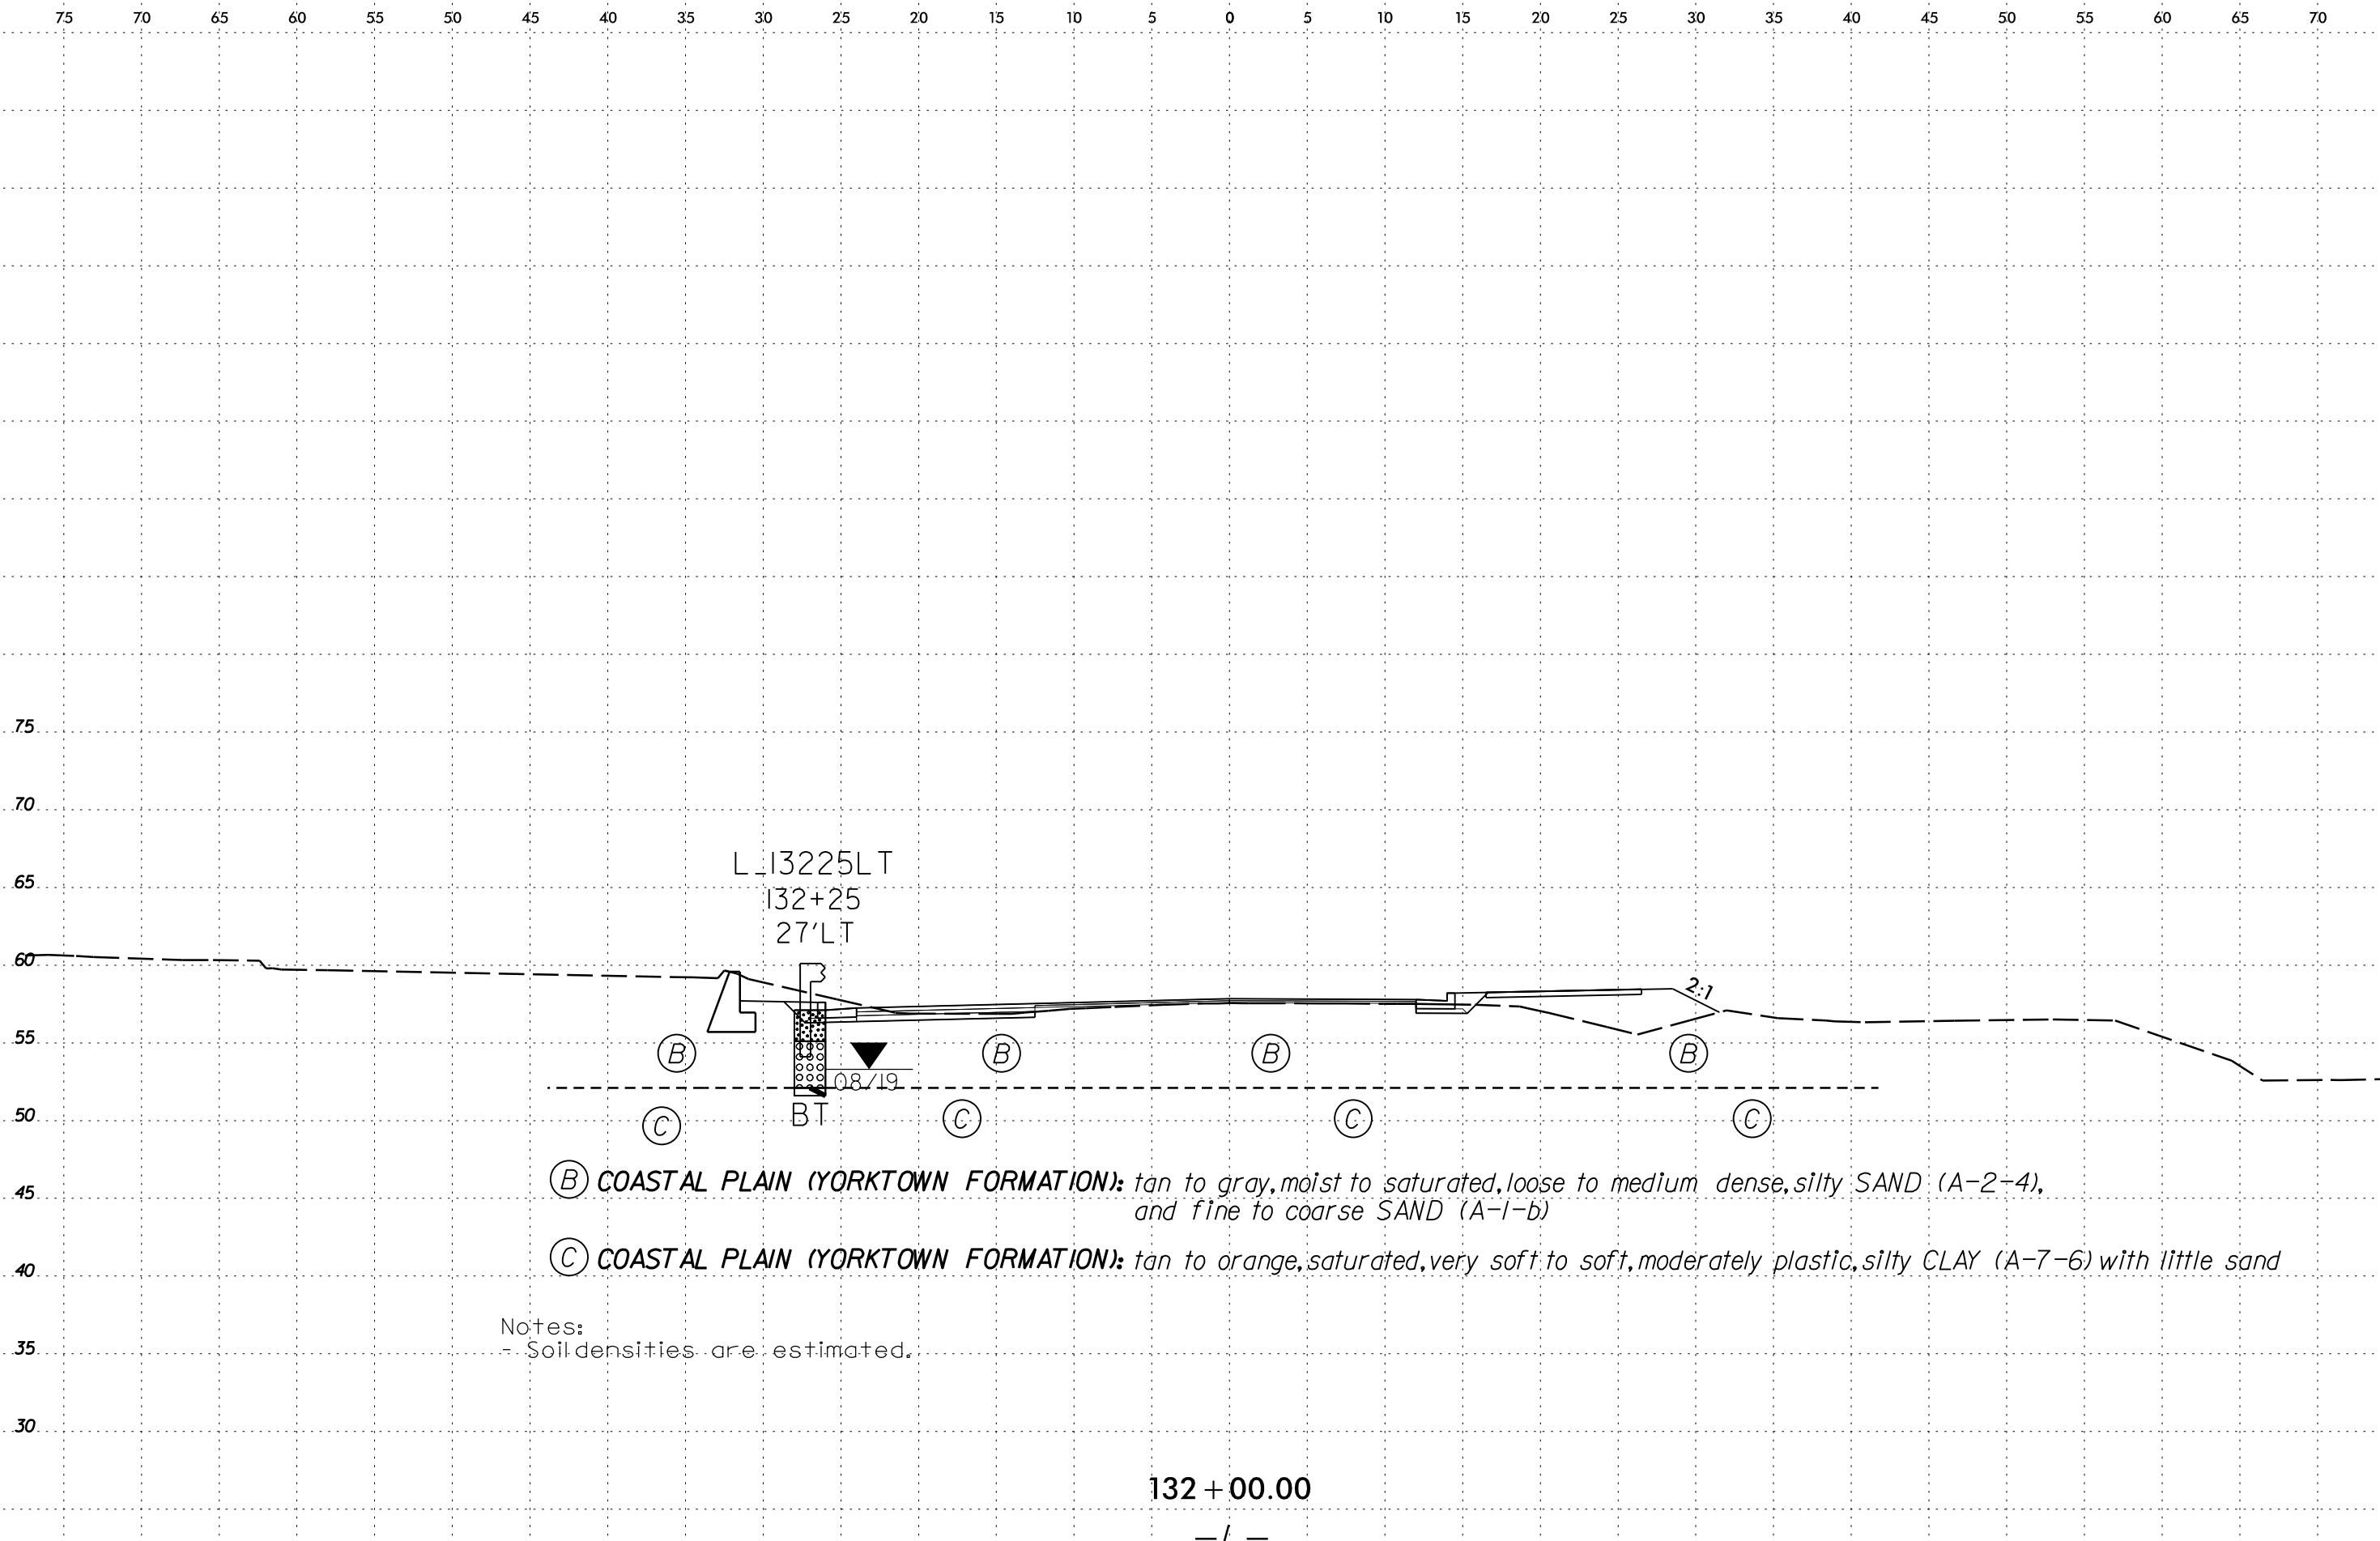 75 70 65 60 55 50 45 40 35 30 25 20 15 10 5 0 5 10 15 20 25 30 35 40 45 50 55 60 65 70
75
70
65
L_13225LT
132+25
27'LT
60
2:1
55
B B B B
08/19
50
BT
C C C C
B COASTAL PLAIN (YORKTOWN FORMATION): tan to gray, moist to saturated, loose to medium dense, silty SAND (A-2-4),
and fine to coarse SAND (A-1-b)
45
C COASTAL PLAIN (YORKTOWN FORMATION): tan to orange, saturated, very soft to soft, moderately plastic, silty CLAY (A-7-6) with little sand
40
Notes:
35
- Soil densities are estimated.
30
132+00.00